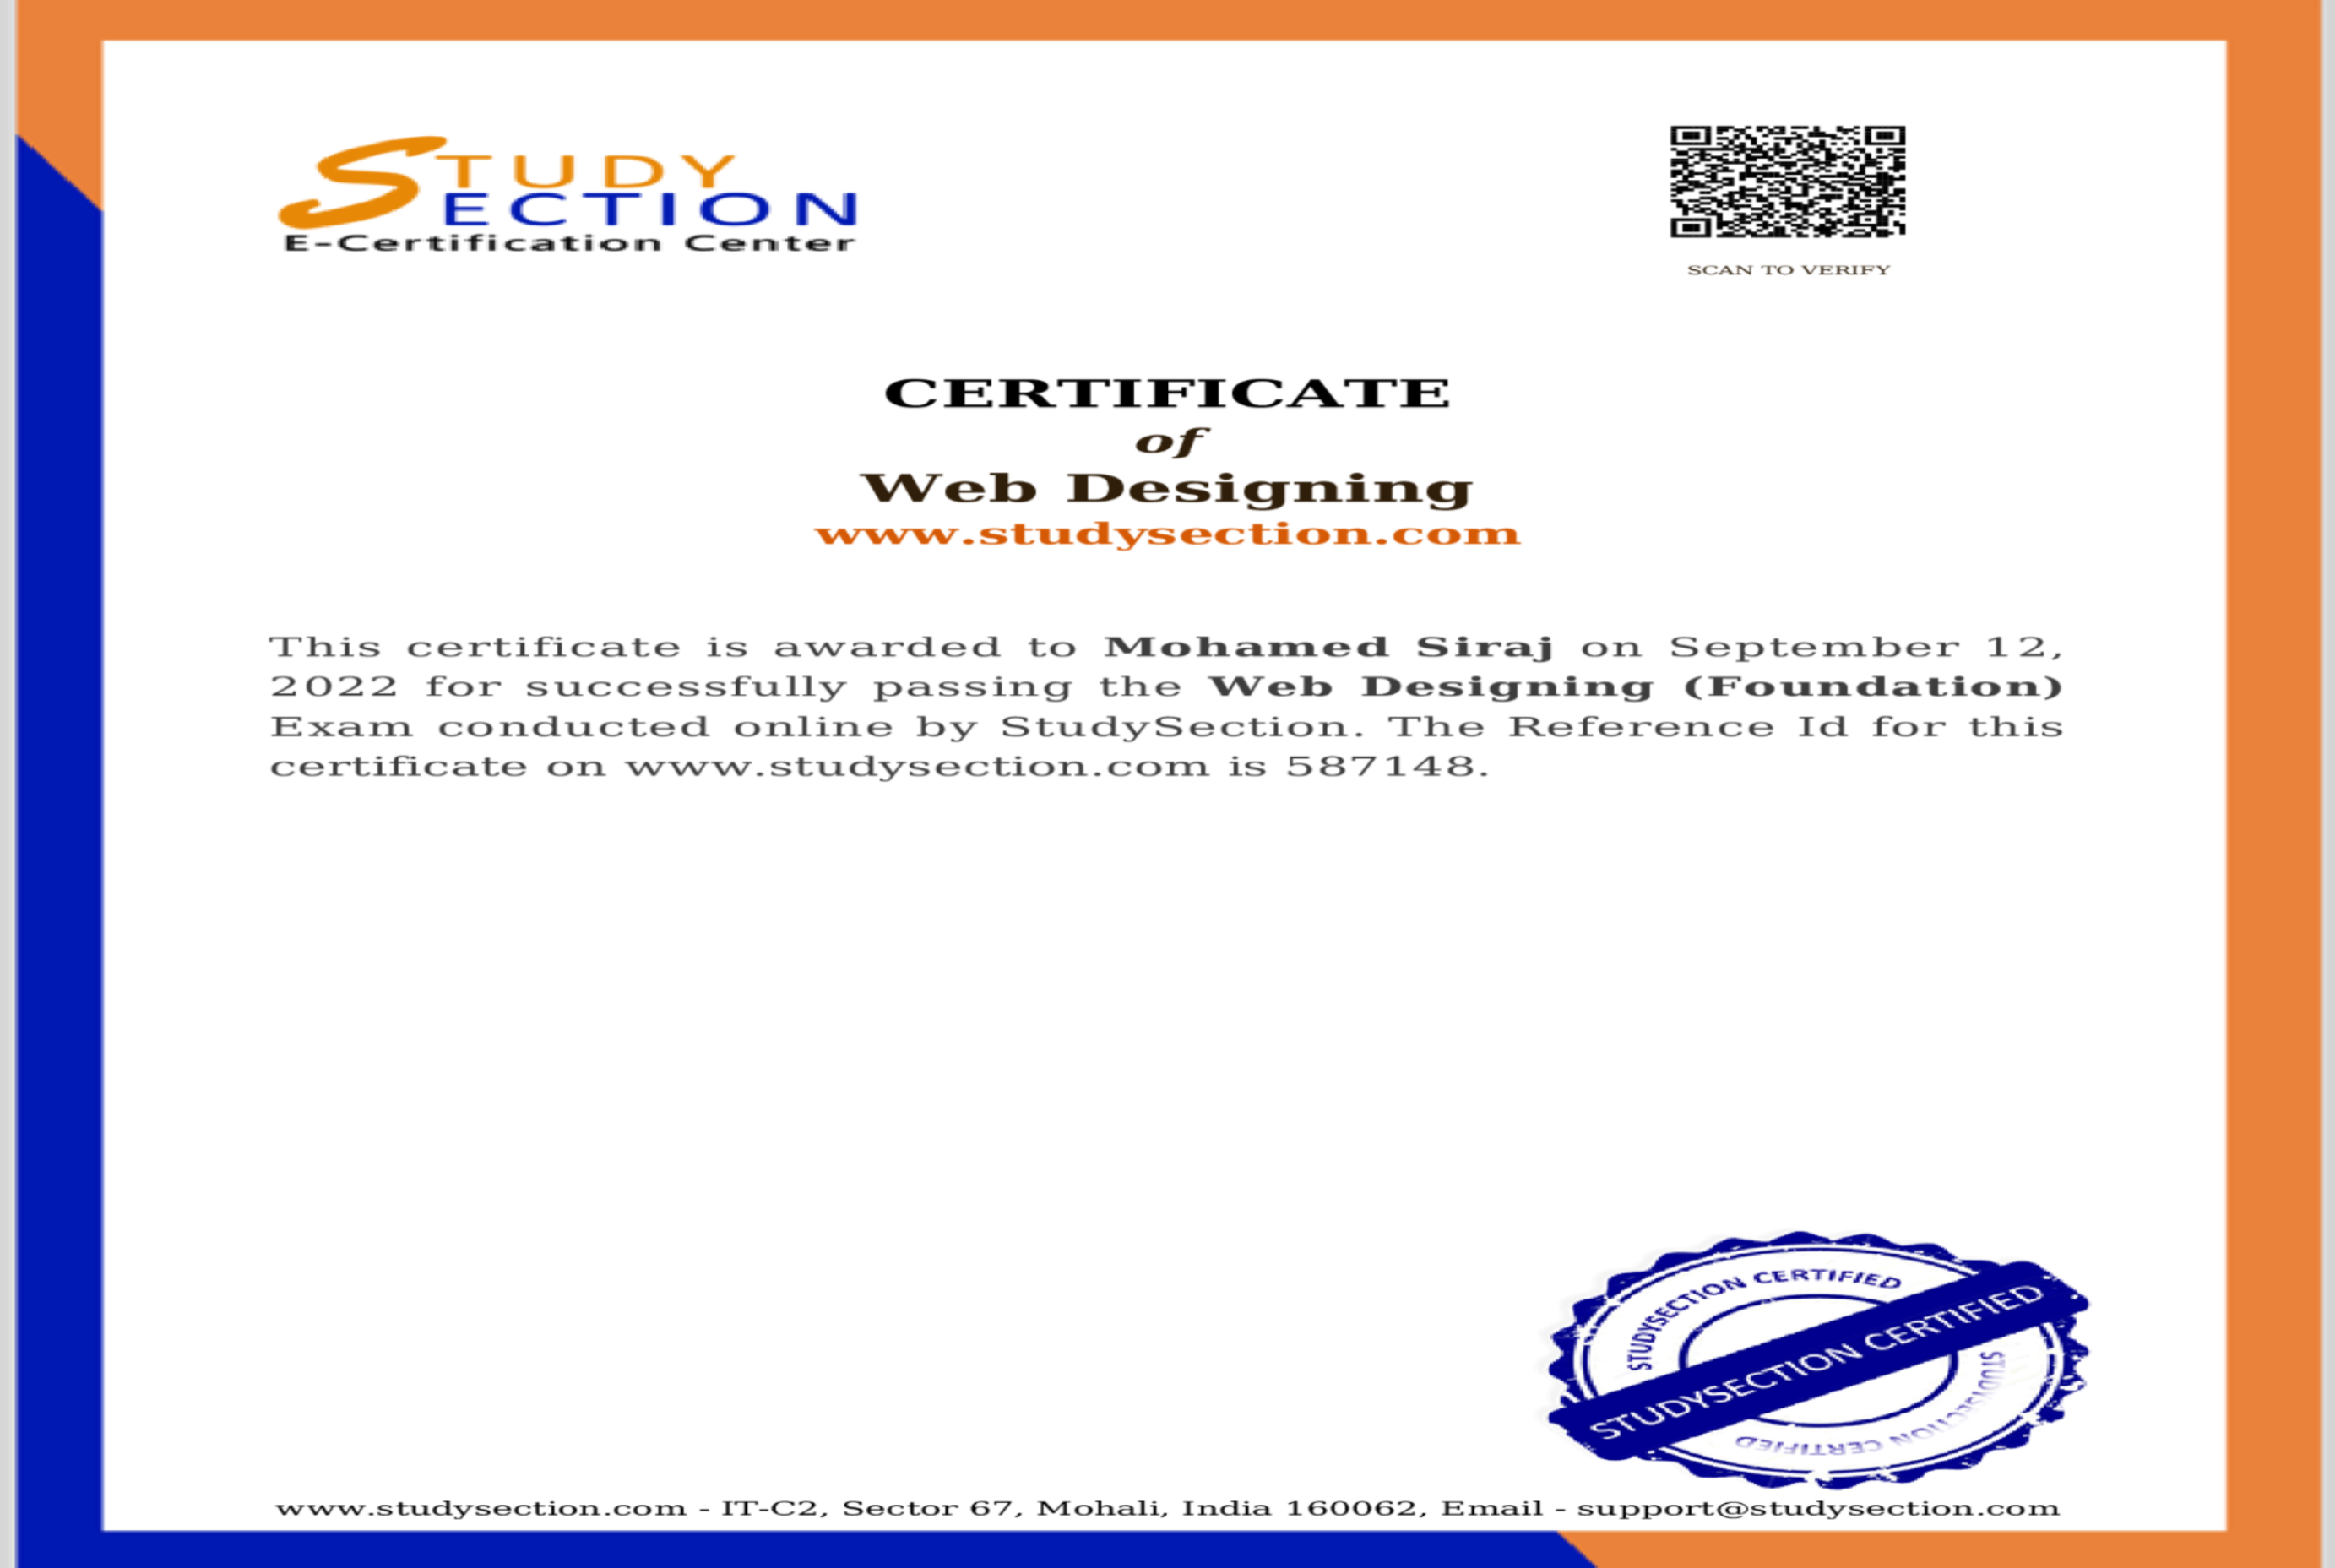 STUDY
SECTION
E-Certification Center
SCAN TO VERIFY
CERTIFICATE
of
Web Designing
www.studysection.com
This certificate is awarded to Mohamed Siraj on September 12,
2022 for successfully passing the Web Designing (Foundation)
Exam conducted online by StudySection. The Reference Id for this
certificate on www.studysection.com is 587148.
STUDYSECTION CERTIFIED
STUDYSECTION CERTIFIED
STUDYSECTION CERTIFIED
www.studysection.com - IT-C2, Sector 67, Mohali, India 160062, Email - support@studysection.com